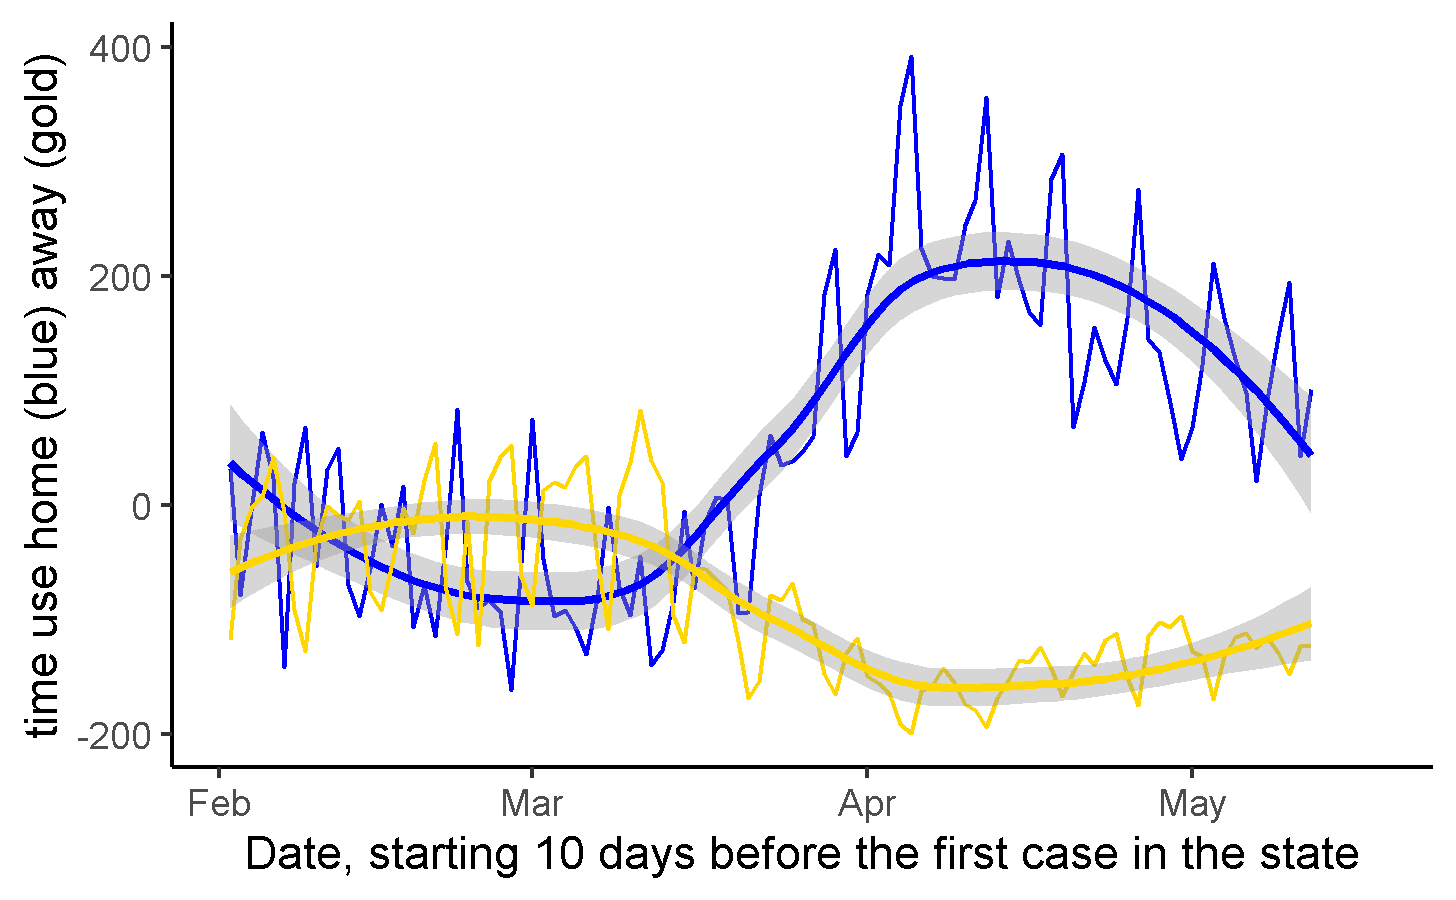 time use home (blue) away (gold)
400
200
0
-200
Feb
Mar
Apr
May
Date, starting 10 days before the first case in the state